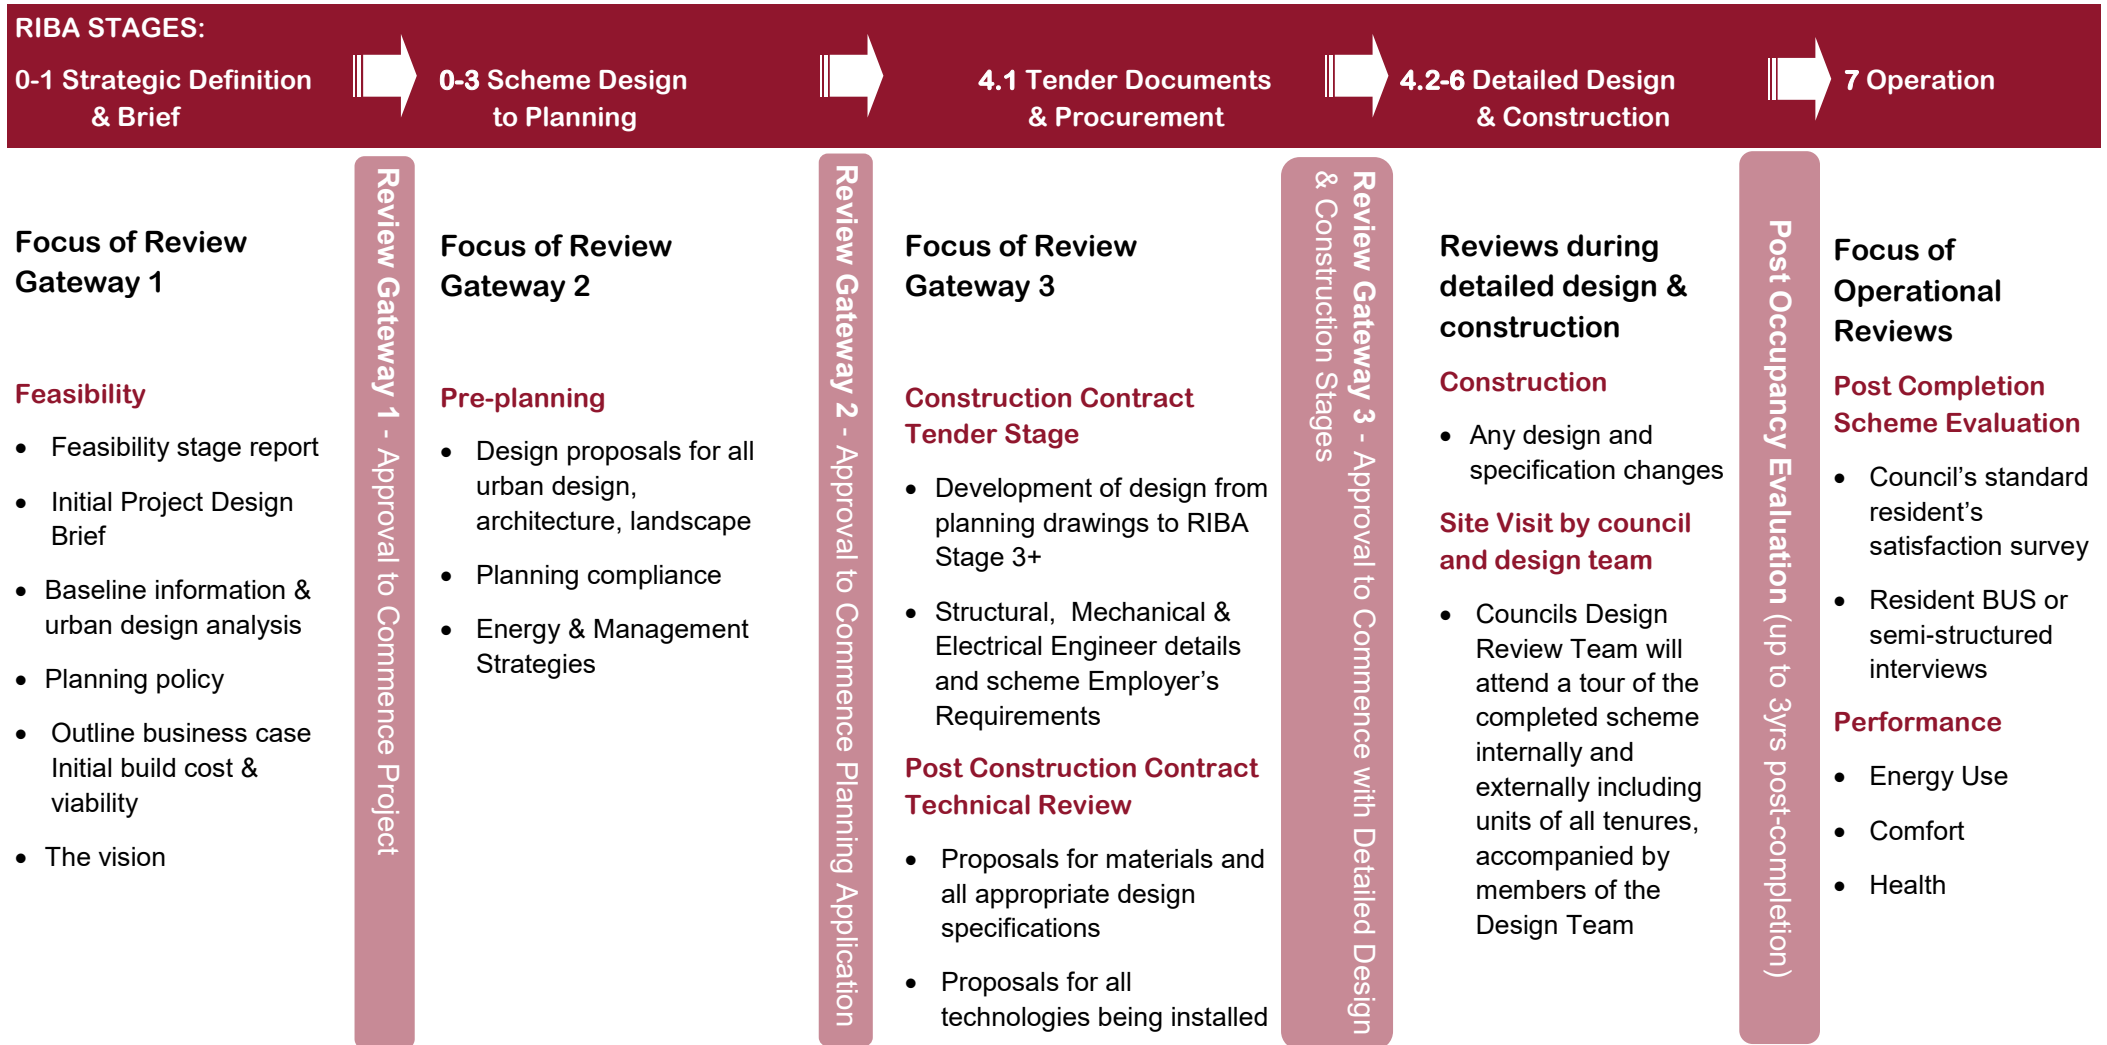 RIBA STAGES:
0-1 Strategic Definition
& Brief
0-3 Scheme Design
to Planning
4.1 Tender Documents
& Procurement
4.2-6 Detailed Design
& Construction
7 Operation
Focus of Review
Gateway 1
Feasibility
• Feasibility stage report
• Initial Project Design
Brief
• Baseline information &
urban design analysis
• Planning policy
• Outline business case
Initial build cost &
viability
• The vision
Review Gateway 1 - Approval to Commence Project
Focus of Review
Gateway 2
Pre-planning
• Design proposals for all
urban design,
architecture, landscape
• Planning compliance
• Energy & Management
Strategies
Review Gateway 2 - Approval to Commence Planning Application
Focus of Review
Gateway 3
Construction Contract
Tender Stage
• Development of design from
planning drawings to RIBA
Stage 3+
• Structural, Mechanical &
Electrical Engineer details
and scheme Employer's
Requirements
Post Construction Contract
Technical Review
• Proposals for materials and
all appropriate design
specifications
• Proposals for all
technologies being installed
Review Gateway 3 - Approval to Commence with Detailed Design
& Construction Stages
Reviews during
detailed design &
construction
Construction
• Any design and
specification changes
Site Visit by council
and design team
• Councils Design
Review Team will
attend a tour of the
completed scheme
internally and
externally including
units of all tenures,
accompanied by
members of the
Design Team
Post Occupancy Evaluation (up to 3yrs post-completion)
Focus of
Operational
Reviews
Post Completion
Scheme Evaluation
• Council's standard
resident's
satisfaction survey
• Resident BUS or
semi-structured
interviews
Performance
• Energy Use
• Comfort
• Health